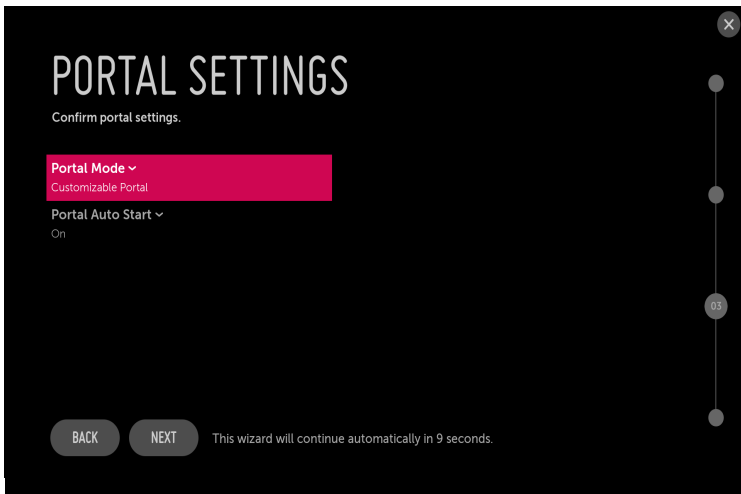 PORTAL SETTINGS
Confirm portal settings.
Portal Mode
Customizable Portal
Portal Auto Start
On
03
BACK NEXT This wizard will continue automatically in 9 seconds.